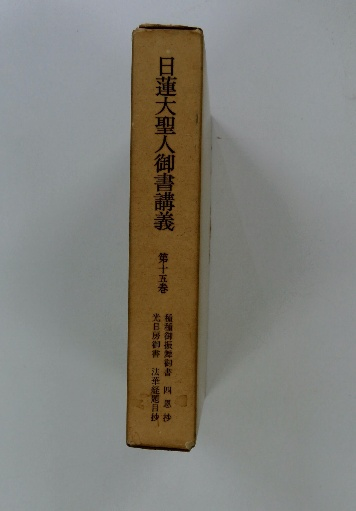 日蓮大聖人御書講義
第十五巻
種種御振舞御書 四恩抄
光日房御書 法華経題目抄